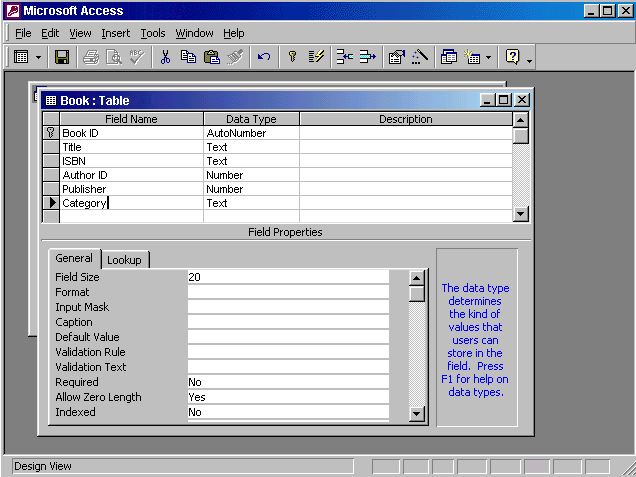 Microsoft Access
File Edit View Insert Tools Window Help
Book : Table
Field Name Data Type Description
Book ID AutoNumber
Title Text
ISBN Text
Author ID Number
Publisher Number
Category Text
Field Properties
General Lookup
Field Size 20
Format
Input Mask
Caption
Default Value
Validation Rule
Validation Text
Required No
Allow Zero Length Yes
Indexed No
The data type
determines
the kind of
values that
users can
store in the
field. Press
F1 for help on
data types.
Design View